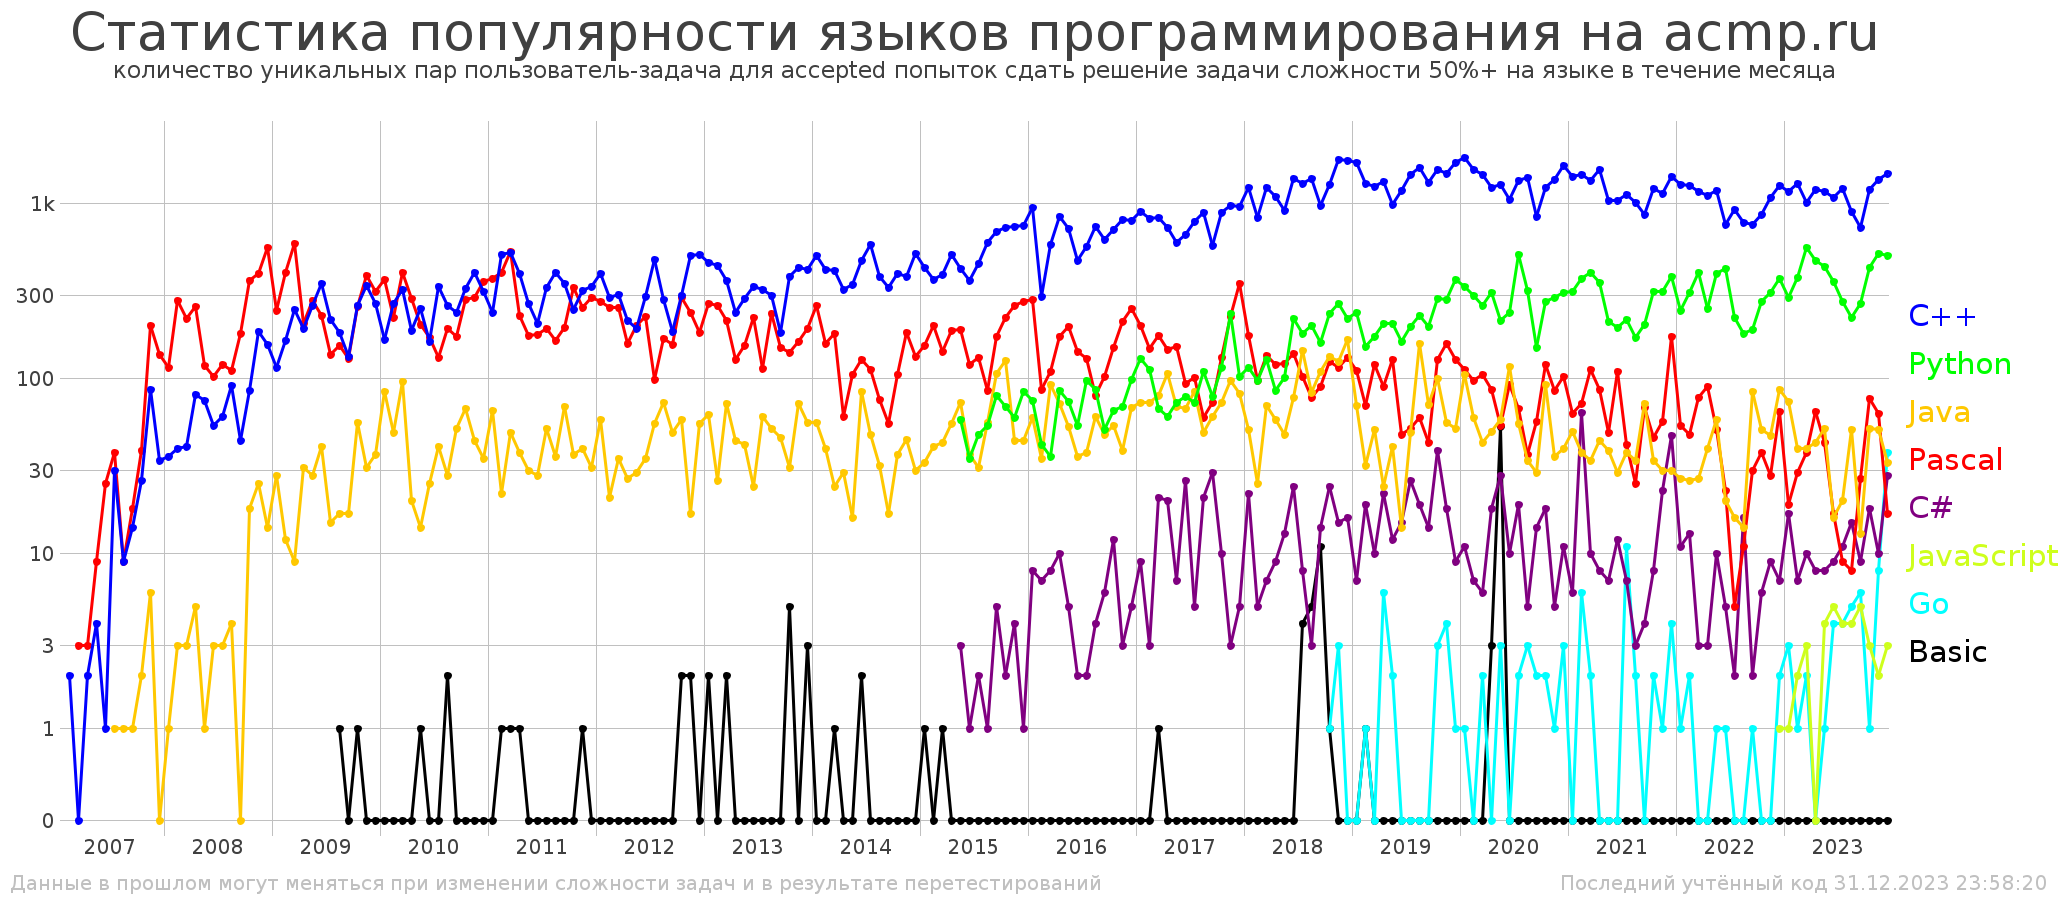 Статистика популярности языков программирования на acmp.ru
количество уникальных пар пользователь-задача для accepted попыток сдать решение задачи сложности 50%+ на языке в течение месяца
1k
300
100
30
10
3
1
0
C++
Python
Java
Pascal
C#
JavaScript
Go
Basic
2007 2008 2009 2010 2011 2012 2013 2014 2015 2016 2017 2018 2019 2020 2021 2022 2023
Данные в прошлом могут меняться при изменении сложности задач и в результате перетестирований
Последний учтённый код 31.12.2023 23:58:20